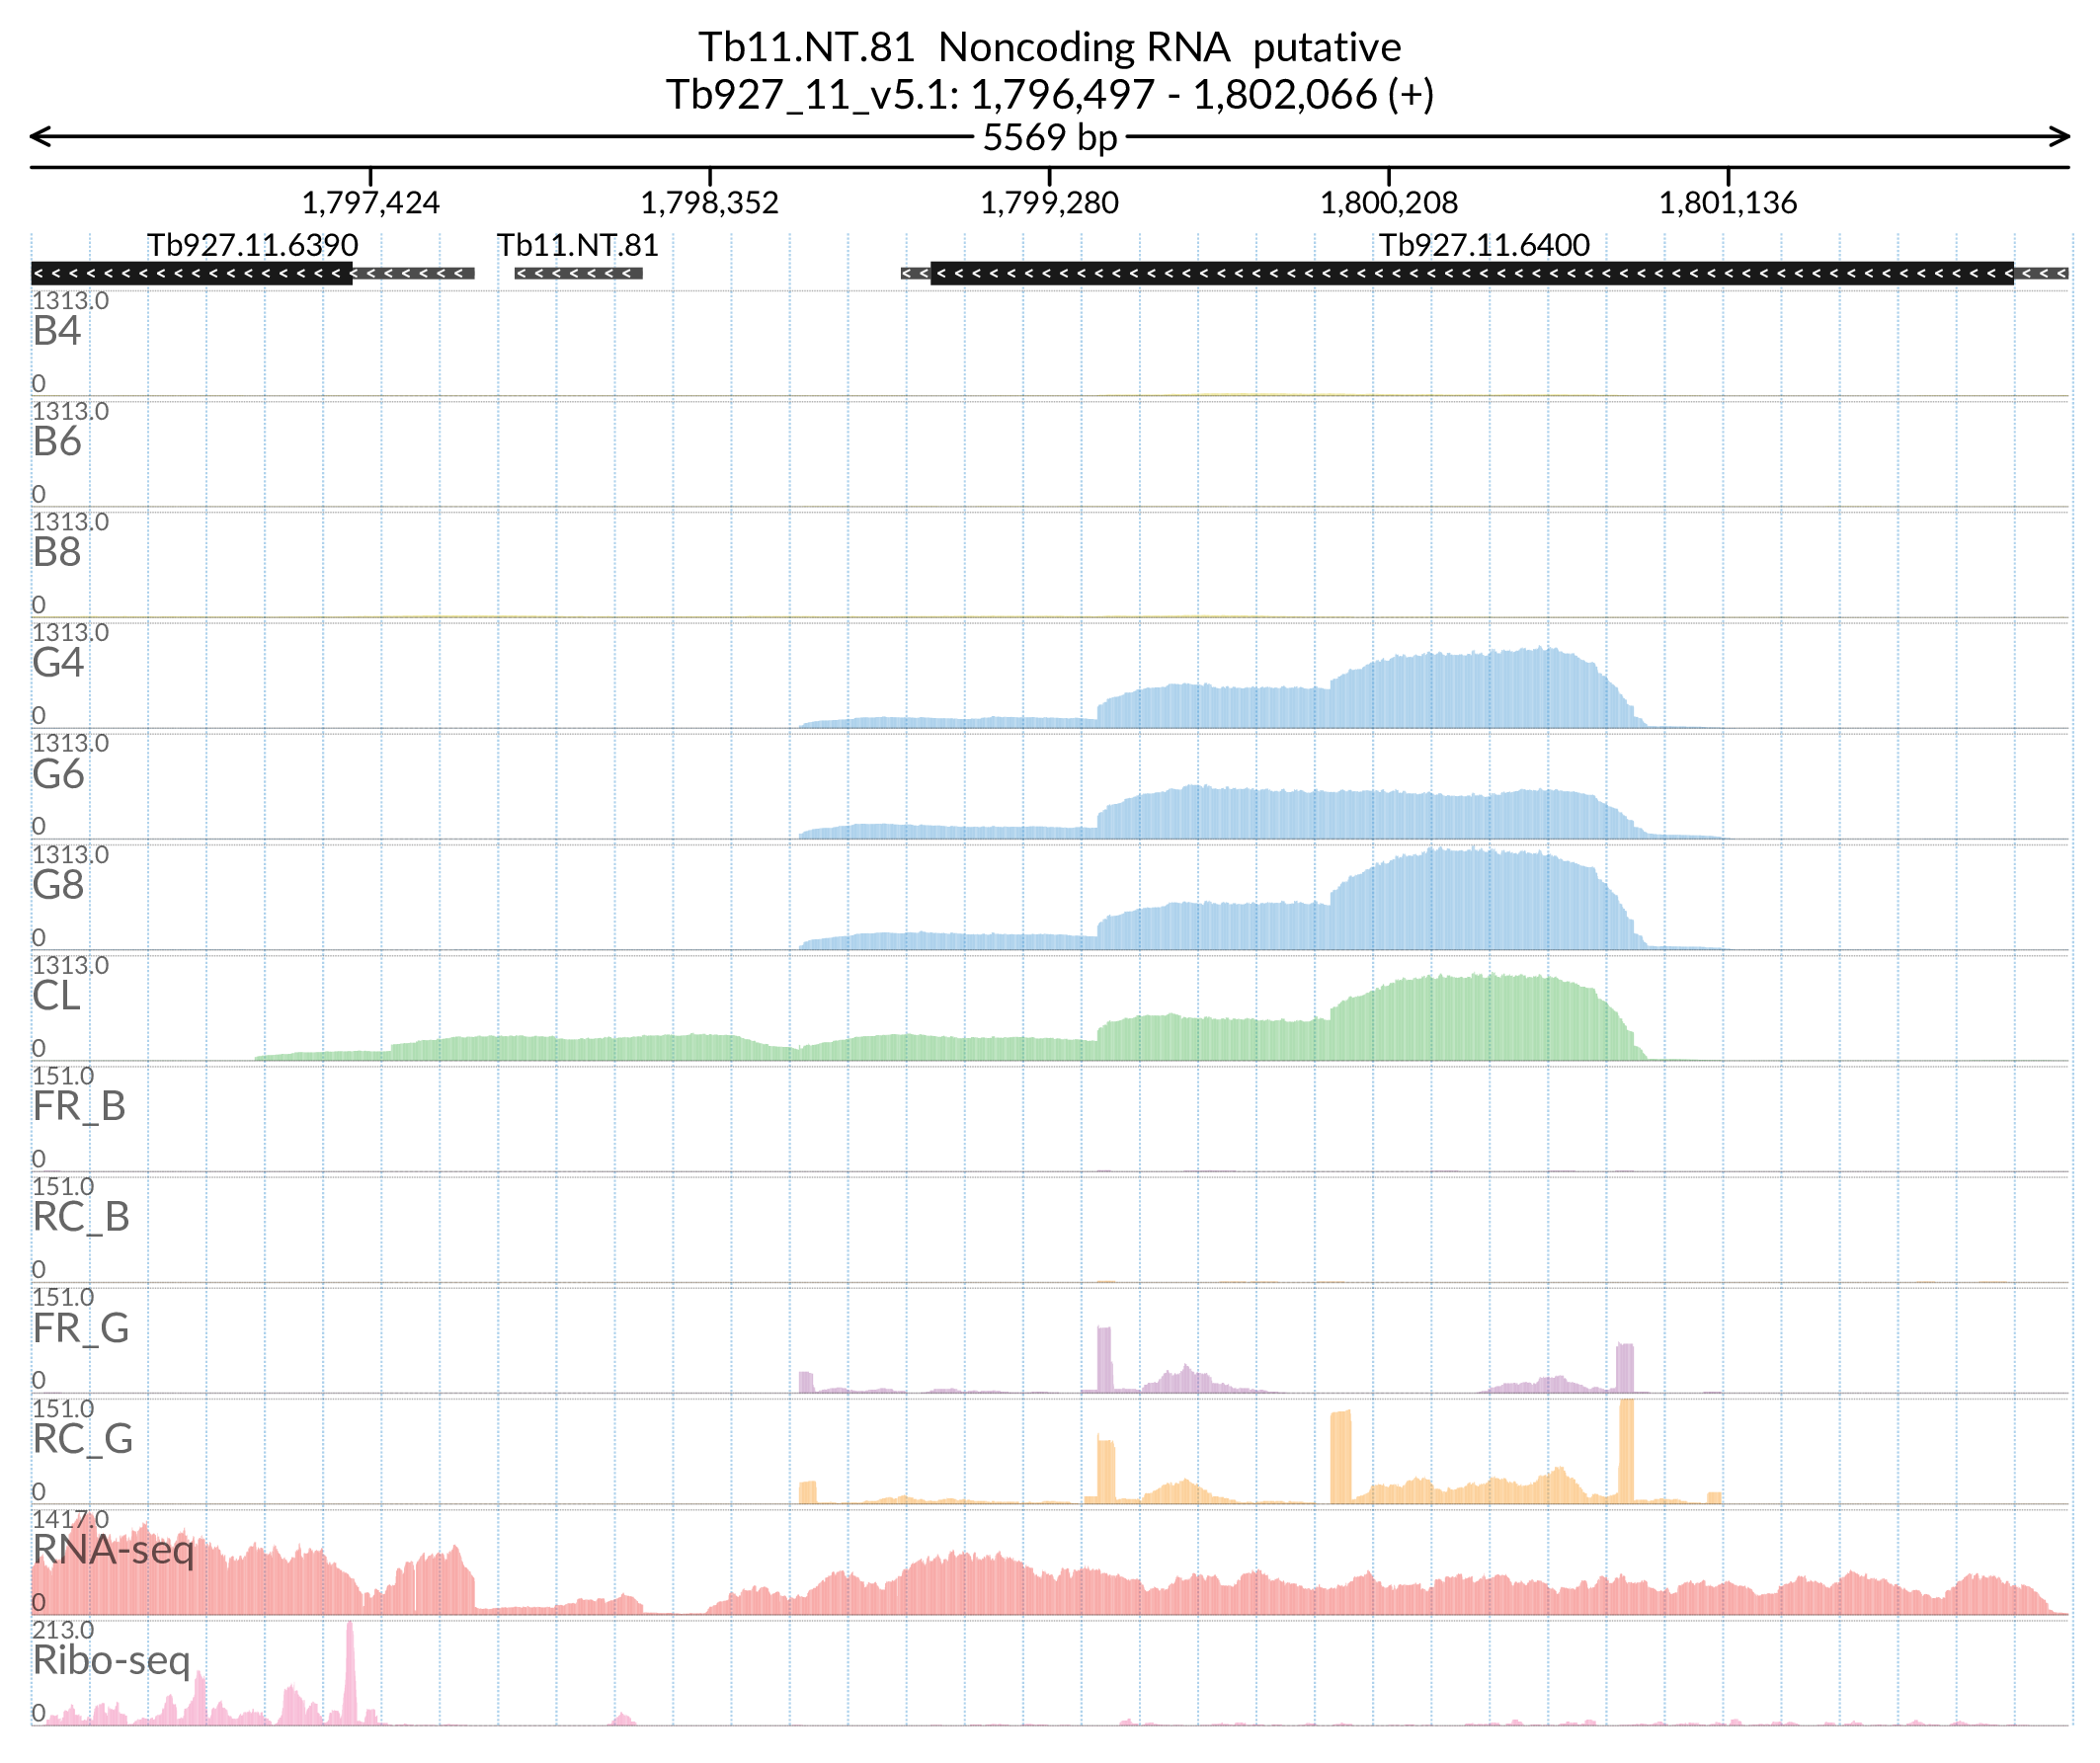 Tb11.NT.81  Noncoding RNA  putative
Tb927_11_v5.1: 1,796,497 - 1,802,066 (+)
5569 bp
1,797,424 1,798,352 1,799,280 1,800,208 1,801,136
Tb927.11.6390 Tb11.NT.81 Tb927.11.6400
1313.0
B4
0
1313.0
B6
0
1313.0
B8
0
1313.0
G4
0
1313.0
G6
0
1313.0
G8
0
1313.0
CL
0
151.0
FR_B
0
151.0
RC_B
0
151.0
FR_G
0
151.0
RC_G
0
1417.0
RNA-seq
0
213.0
Ribo-seq
0